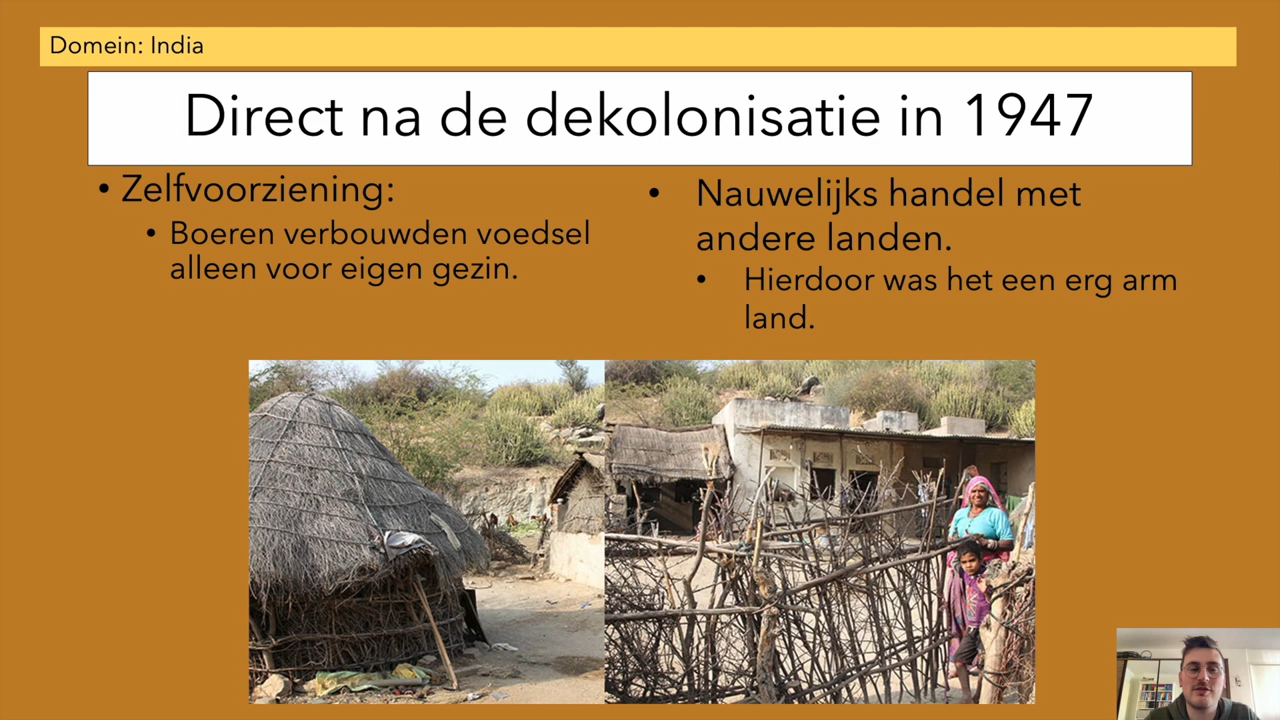 Domein: India
Direct na de dekolonisatie in 1947
• Zelfvoorziening:
• Boeren verbouwden voedsel
alleen voor eigen gezin.
• Nauwelijks handel met
andere landen.
• Hierdoor was het een erg arm
land.